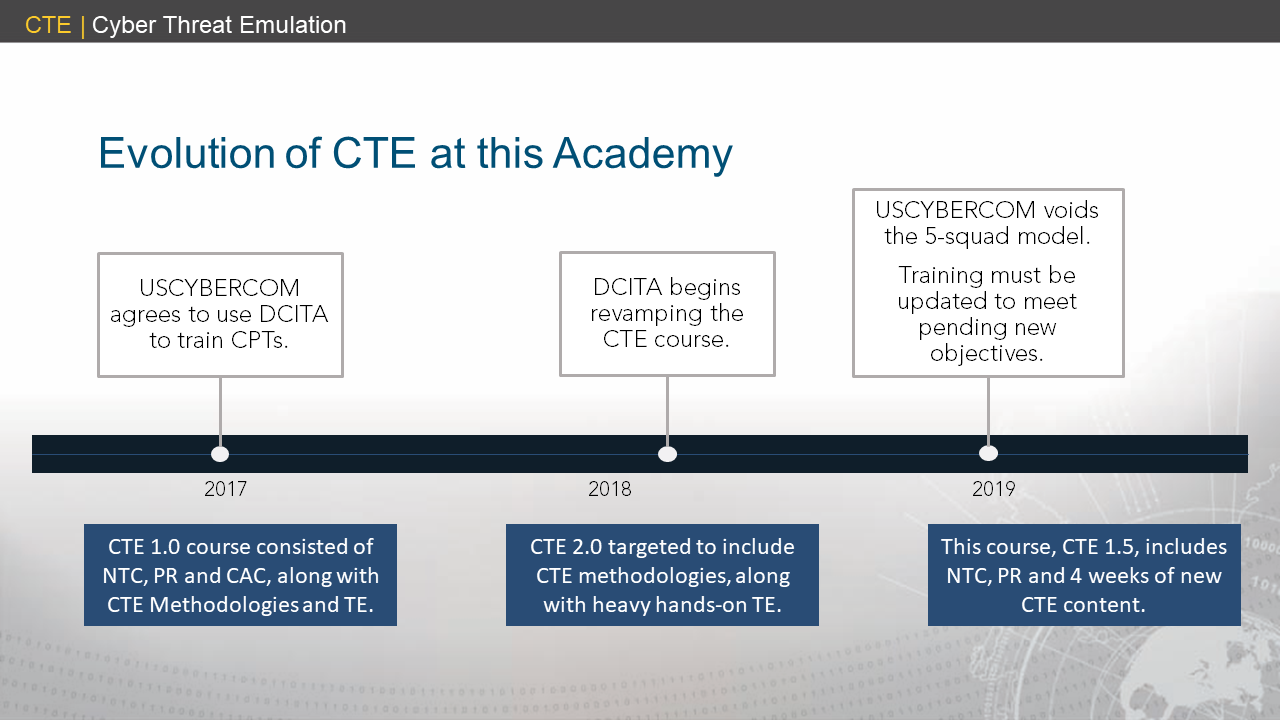 CTE | Cyber Threat Emulation
Evolution of CTE at this Academy
USCYBERCOM
agrees to use DCITA
to train CPTs.
DCITA begins
revamping the
CTE course.
USCYBERCOM voids
the 5-squad model.
Training must be
updated to meet
pending new
objectives.
2017
2018
2019
CTE 1.0 course consisted of
NTC, PR and CAC, along with
CTE Methodologies and TE.
CTE 2.0 targeted to include
CTE methodologies, along
with heavy hands-on TE.
This course, CTE 1.5, includes
NTC, PR and 4 weeks of new
CTE content.